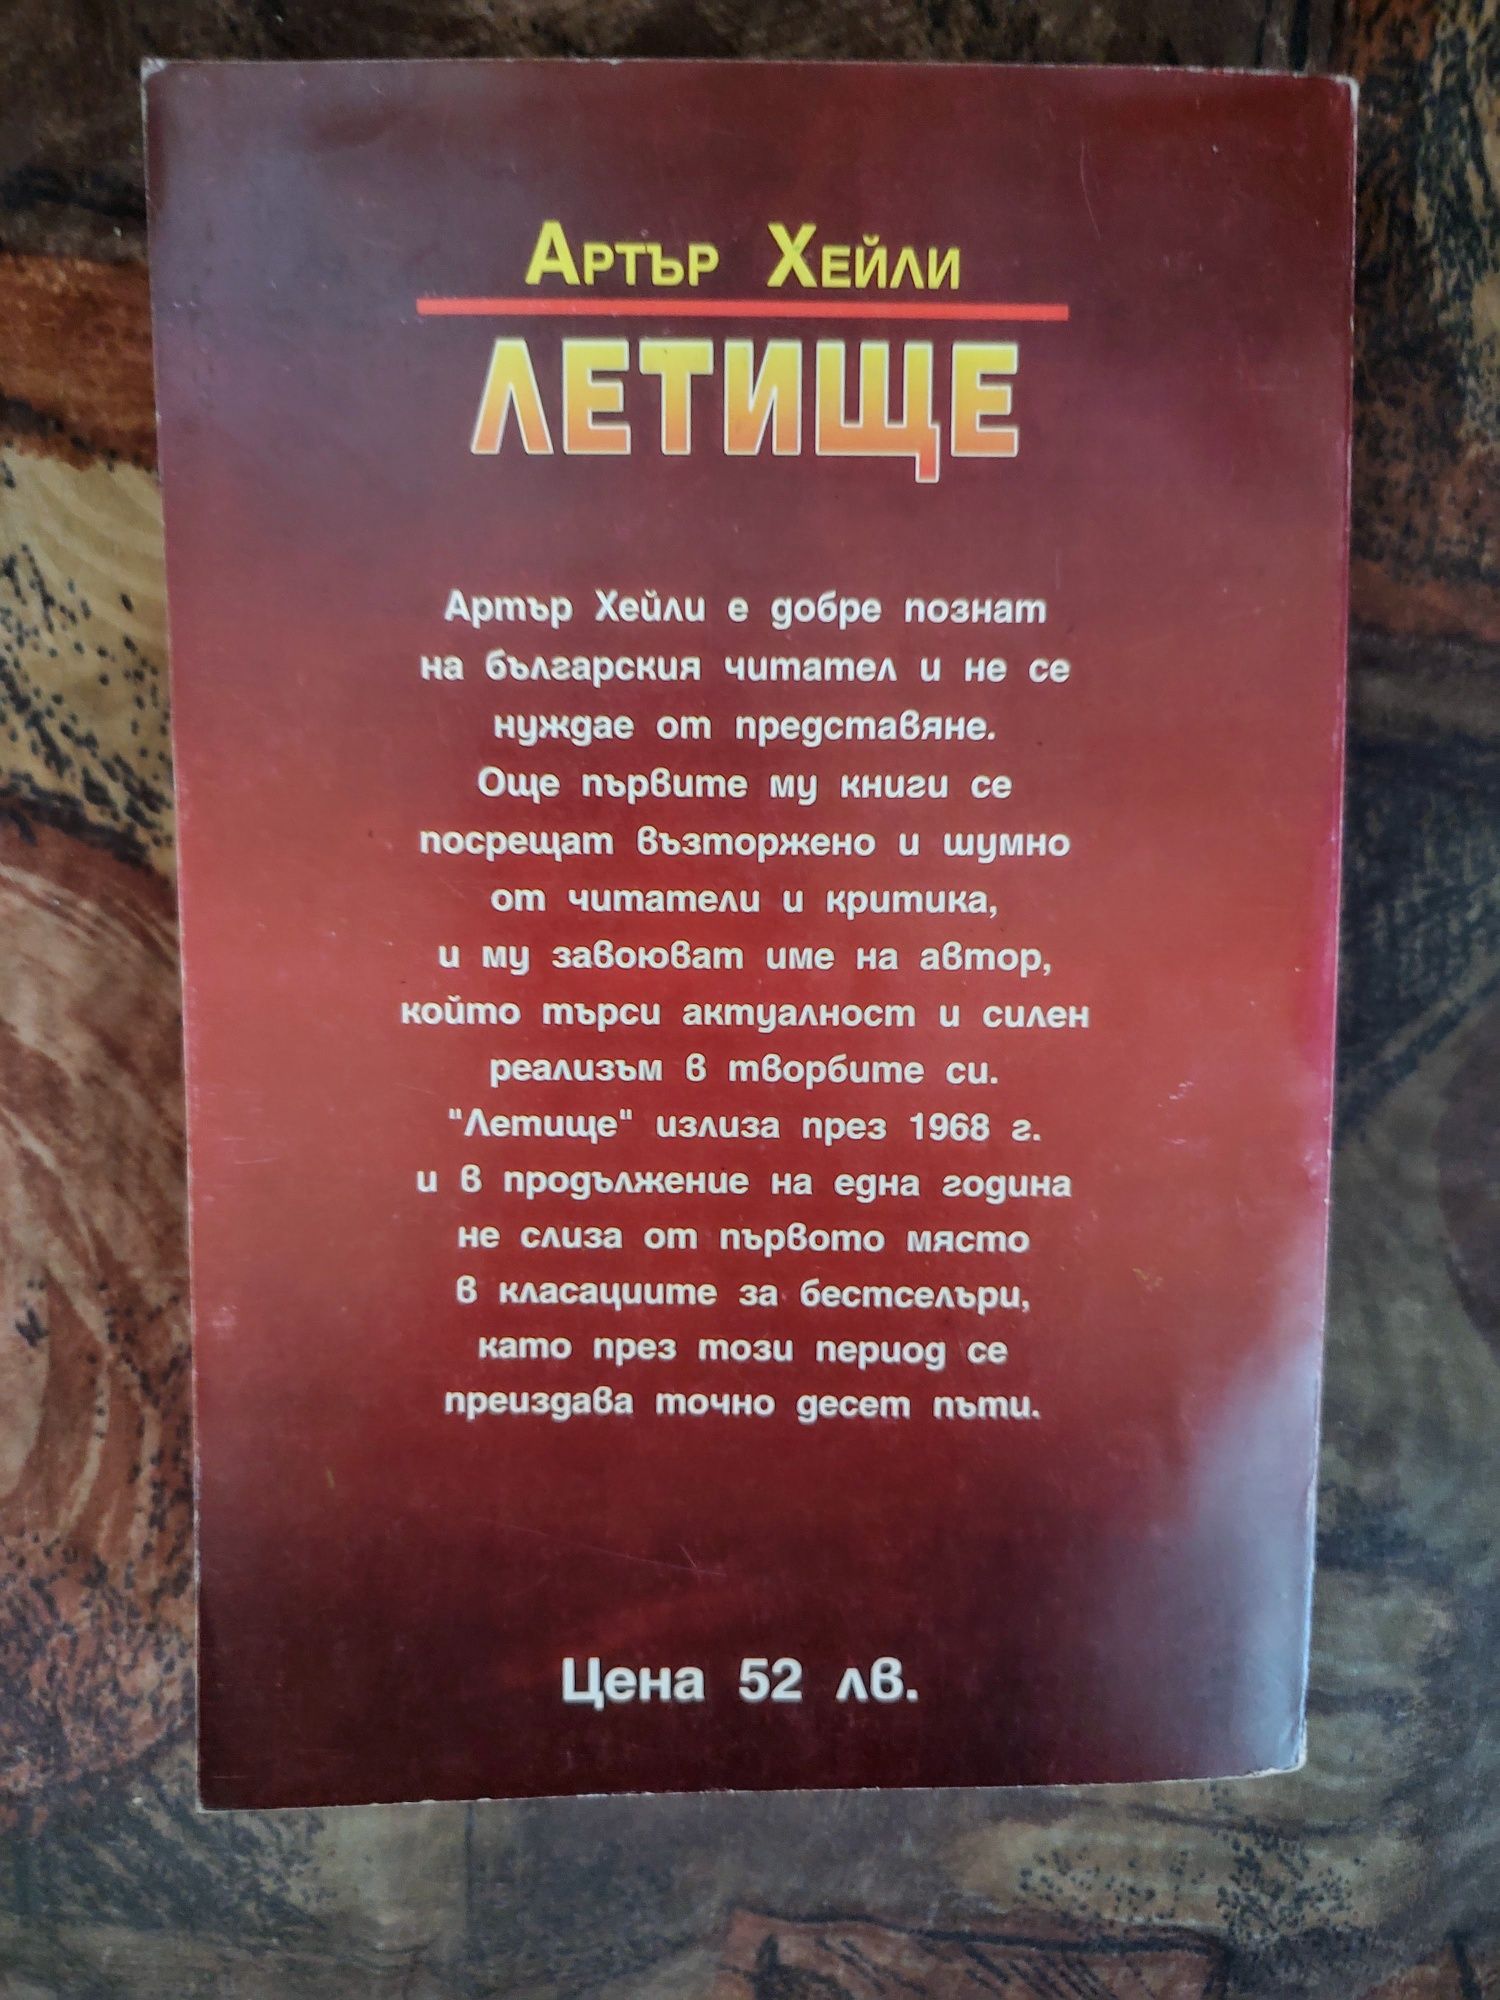 Артър Хейли
ЛЕТИЩЕ
Артър Хейли е добре познат
на българския читател и не се
нуждае от представяне.
Още първите му книги се
посрещат възторжено и шумно
от читатели и критика,
и му завоюват име на автор,
който търси актуалност и силен
реализъм в творбите си.
"Летище" излиза през 1968 г.
и в продължение на една година
не слиза от първото място
в класациите за бестселъри,
като през този период се
преиздава точно десет пъти.
Цена 52 лв.